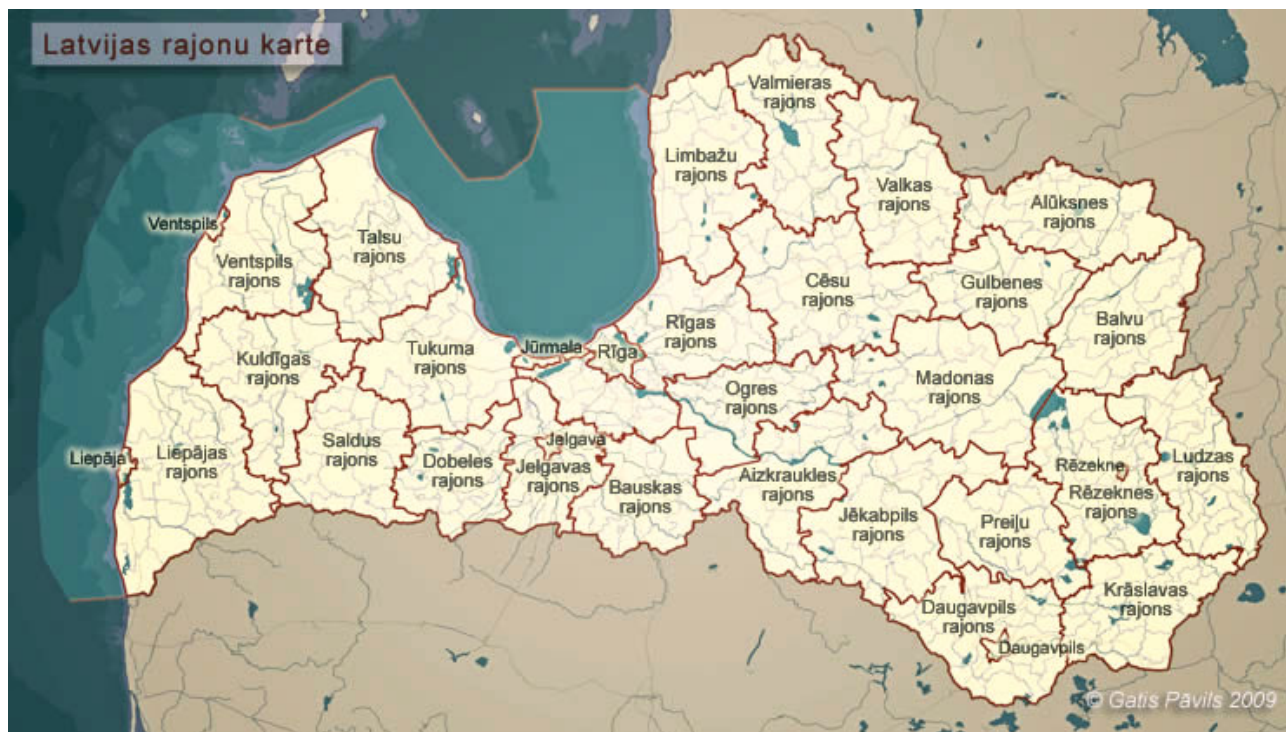 Latvijas rajonu karte
Valmieras
rajons
Limbažu
rajons
Valkas
rajons
Alūksnes
rajons
Ventspils
Ventspils
rajons
Talsu
rajons
Cēsu
rajons
Gulbenes
rajons
Balvu
rajons
Rīgas
rajons
Kuldīgas
rajons
Tukuma
rajons
Jūrmala
Rīga
Ogres
rajons
Madonas
rajons
Liepāja
Liepājas
rajons
Saldus
rajons
Dobeles
rajons
Jelgava
Jelgavas
rajons
Bauskas
rajons
Aizkraukles
rajons
Jēkabpils
rajons
Preiļu
rajons
Rēzekne
Rēzeknes
rajons
Ludzas
rajons
Krāslavas
rajons
Daugavpils
rajons
Daugavpils
© Gatis Pāvils 2009